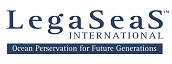 LegaSeaS™
INTERNATIONAL
Ocean Perservation for Future Generations